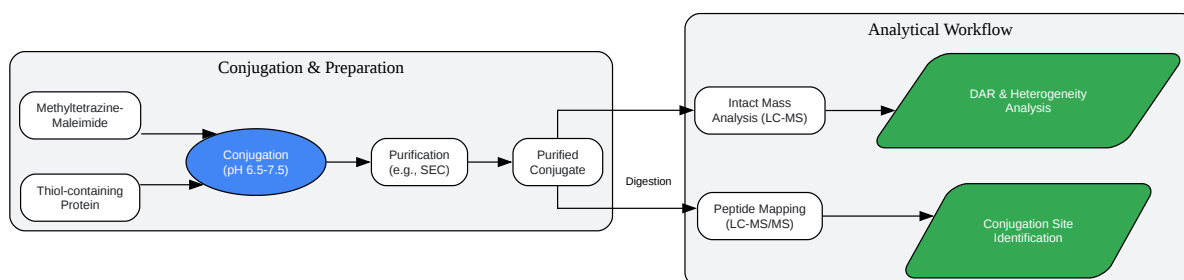 Conjugation & Preparation
Methyltetrazine-
Maleimide
Thiol-containing
Protein
Conjugation
(pH 6.5-7.5)
Purification
(e.g., SEC)
Purified
Conjugate
Digestion
Analytical Workflow
Intact Mass
Analysis (LC-MS)
DAR & Heterogeneity
Analysis
Peptide Mapping
(LC-MS/MS)
Conjugation Site
Identification